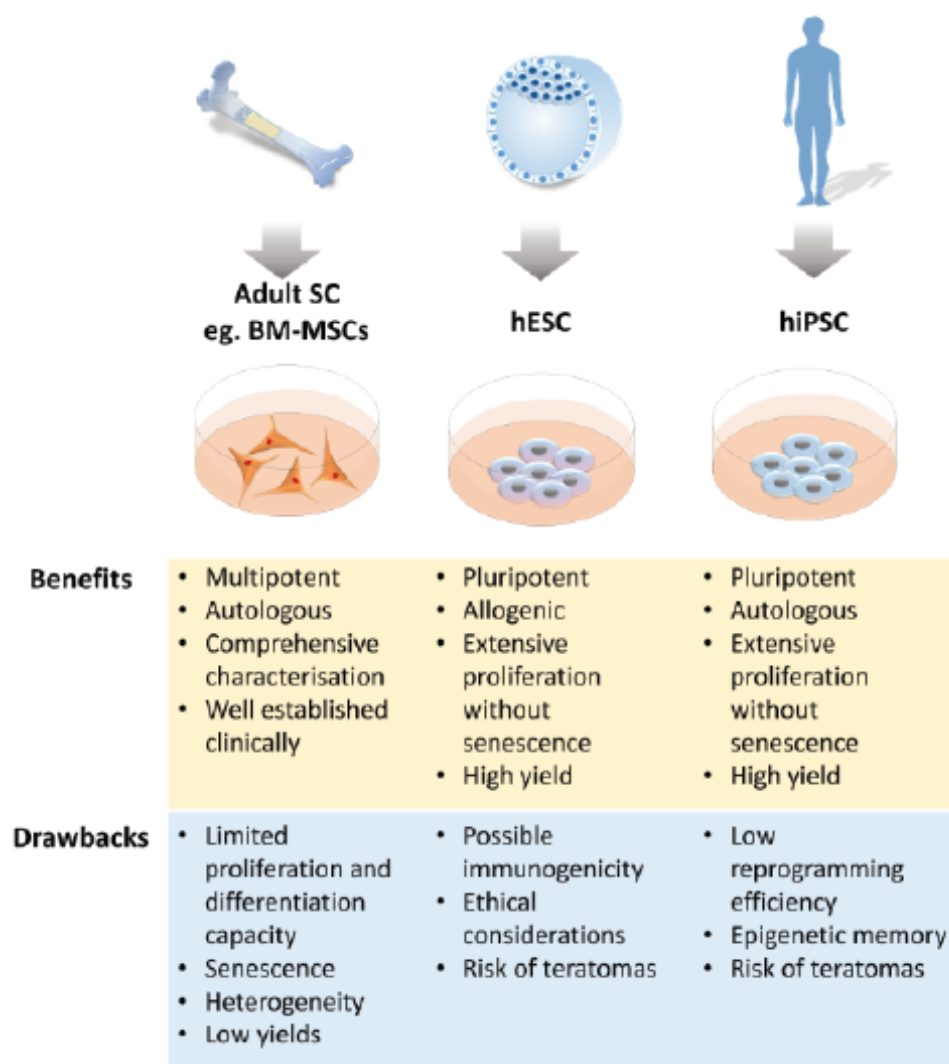 Adult SC
eg. BM-MSCs
hESC
hiPSC
Benefits
• Multipotent
• Autologous
• Comprehensive
characterisation
• Well established
clinically
• Pluripotent
• Allogenic
• Extensive
proliferation
without
senescence
• High yield
• Pluripotent
• Autologous
• Extensive
proliferation
without
senescence
• High yield
Drawbacks
• Limited
proliferation and
differentiation
capacity
• Senescence
• Heterogeneity
• Low yields
• Possible
immunogenicity
• Ethical
considerations
• Risk of teratomas
• Low
reprogramming
efficiency
• Epigenetic memory
• Risk of teratomas